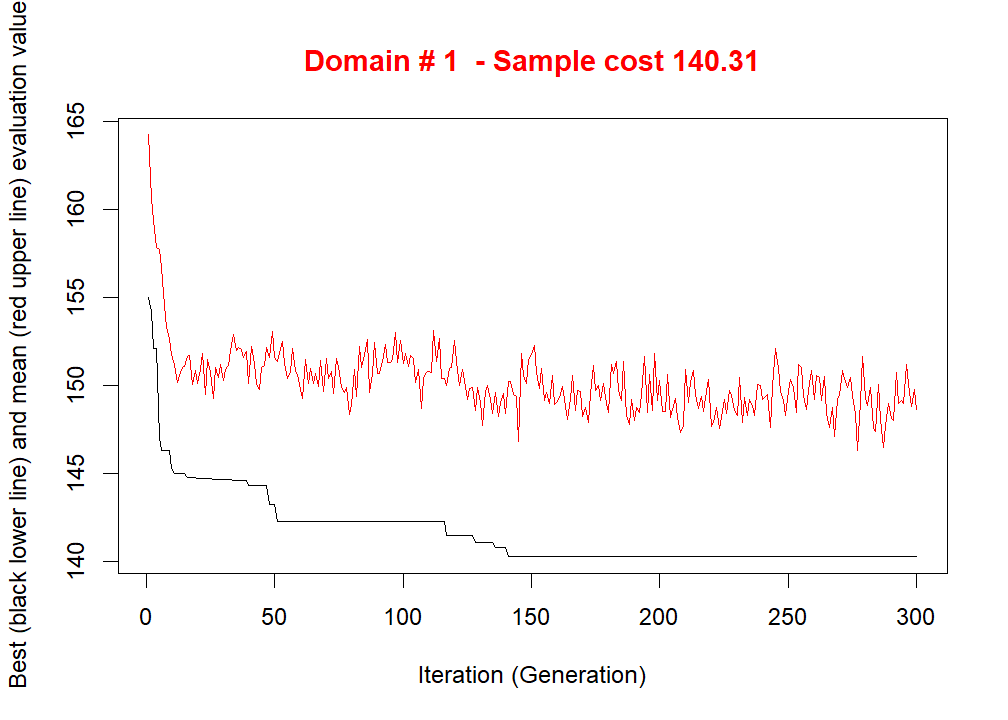 Domain # 1  - Sample cost 140.31
Best (black lower line) and mean (red upper line) evaluation value
165
160
155
150
145
140
0 50 100 150 200 250 300
Iteration (Generation)